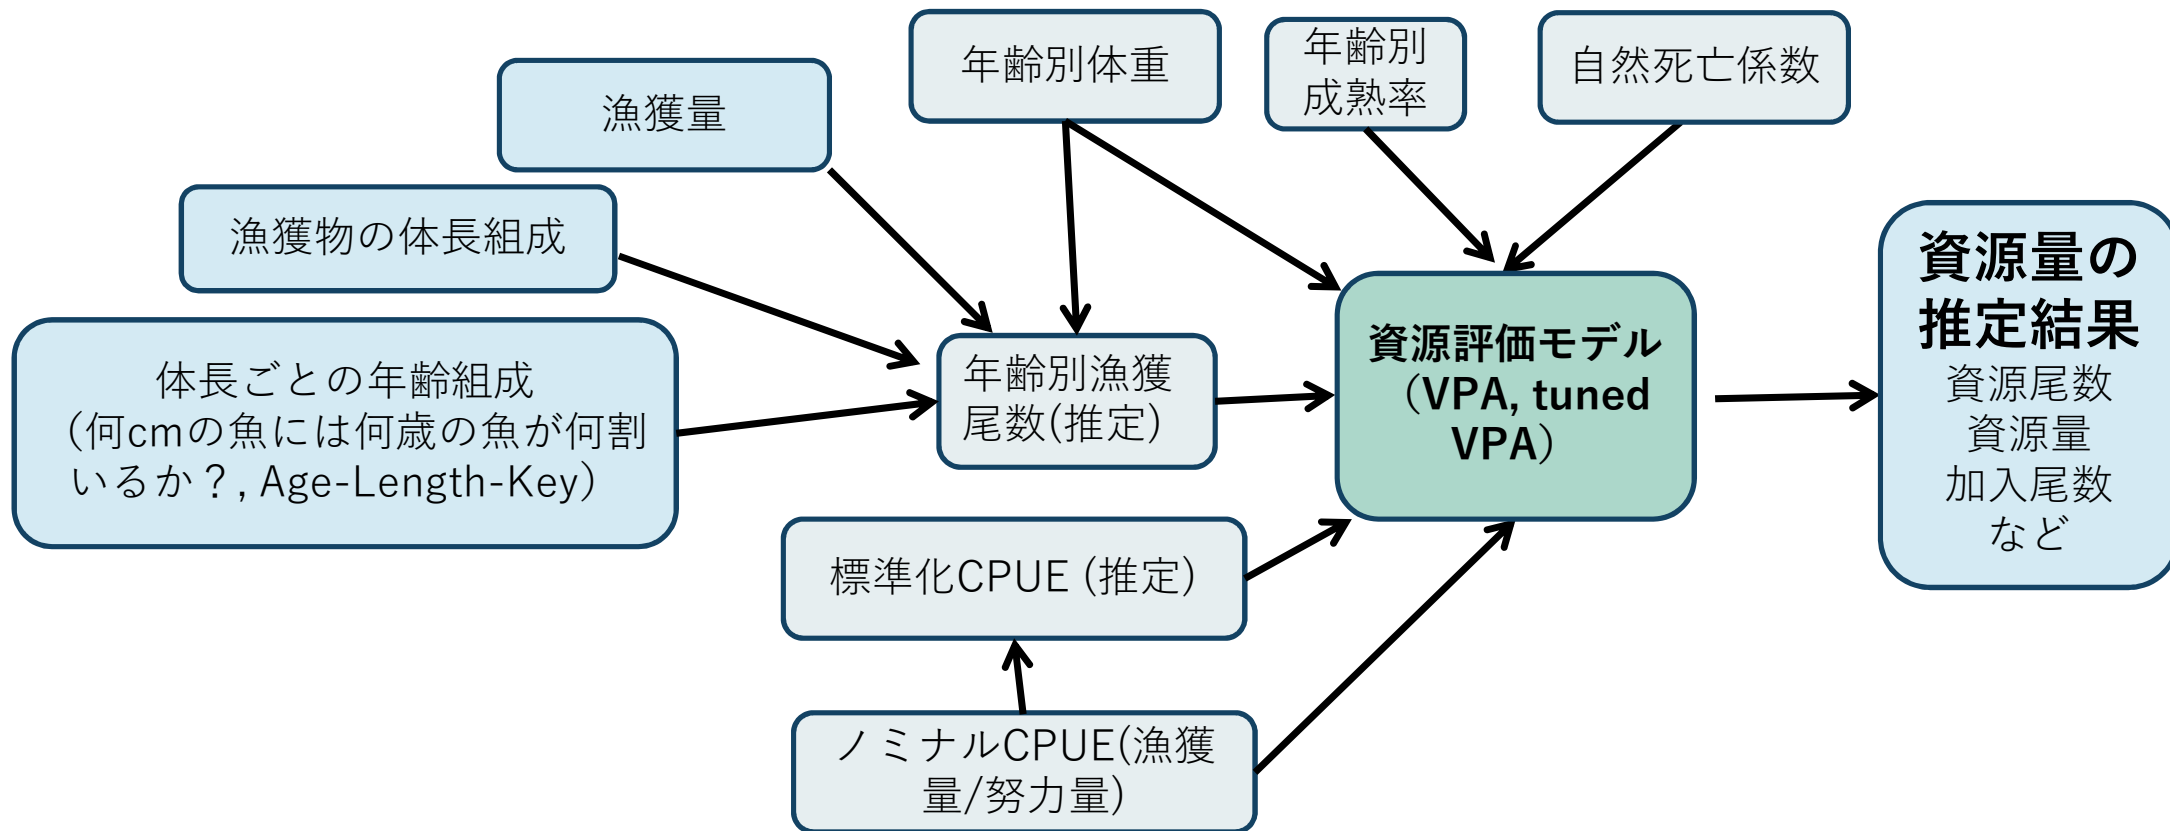 年齢別体重
年齢別
成熟率
自然死亡係数
漁獲量
漁獲物の体長組成
体長ごとの年齢組成
（何cmの魚には何歳の魚が何割
いるか？, Age-Length-Key）
年齢別漁獲
尾数(推定)
資源評価モデル
（VPA, tuned
VPA）
資源量の
推定結果
資源尾数
資源量
加入尾数
など
標準化CPUE (推定)
ノミナルCPUE(漁獲
量/努力量)